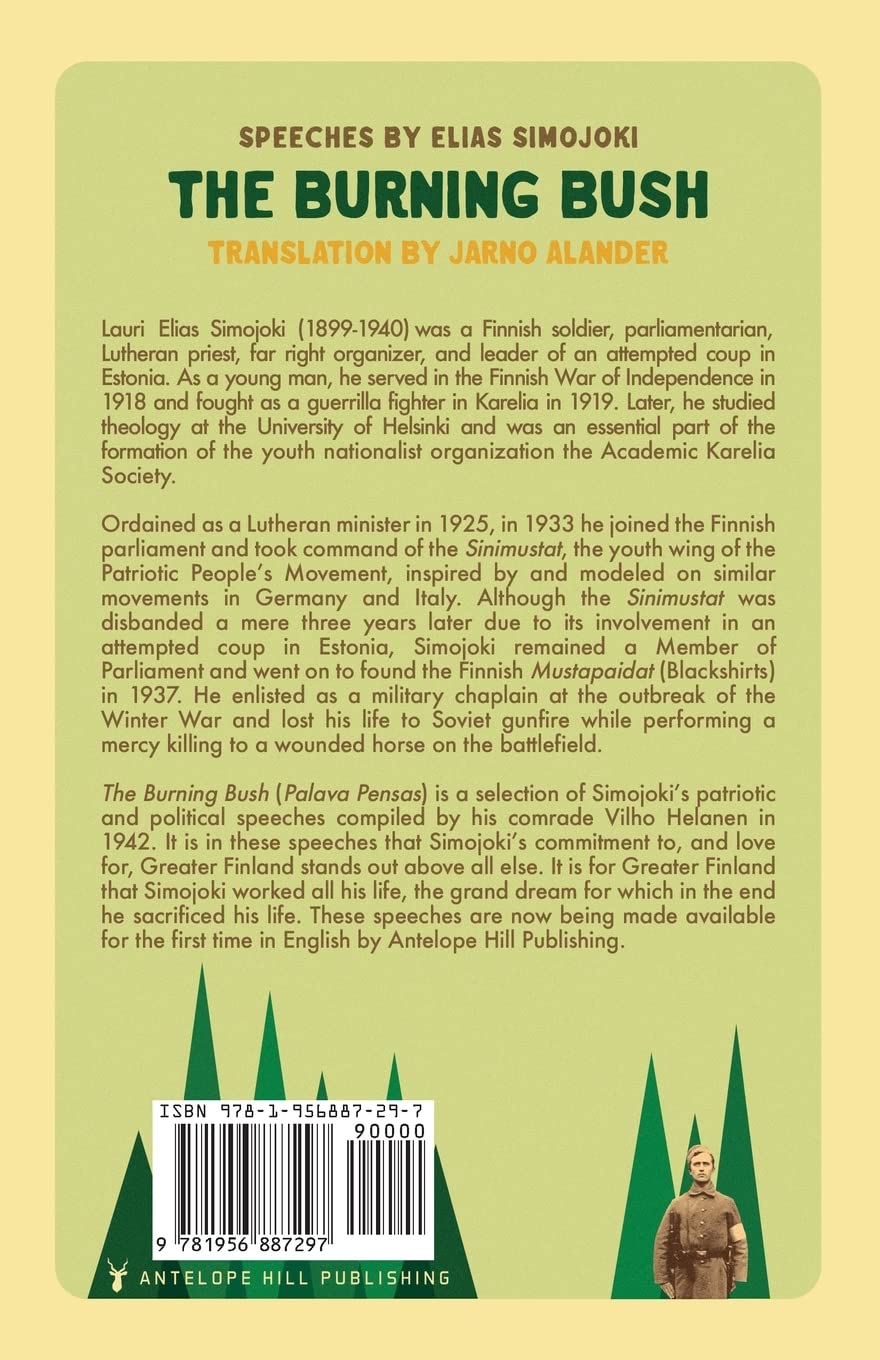 SPEECHES BY ELIAS SIMOJOKI
THE BURNING BUSH
TRANSLATION BY JARNO ALANDER
Lauri Elias Simojoki (1899-1940) was a Finnish soldier, parliamentarian,
Lutheran priest, far right organizer, and leader of an attempted coup in
Estonia. As a young man, he served in the Finnish War of Independence in
1918 and fought as a guerrilla fighter in Karelia in 1919. Later, he studied
theology at the University of Helsinki and was an essential part of the
formation of the youth nationalist organization the Academic Karelia
Society.
Ordained as a Lutheran minister in 1925, in 1933 he joined the Finnish
parliament and took command of the Sinimustat, the youth wing of the
Patriotic People's Movement, inspired by and modeled on similar
movements in Germany and Italy. Although the Sinimustat was
disbanded a mere three years later due to its involvement in an
attempted coup in Estonia, Simojoki remained a Member of
Parliament and went on to found the Finnish Mustapaidat (Blackshirts)
in 1937. He enlisted as a military chaplain at the outbreak of the
Winter War and lost his life to Soviet gunfire while performing a
mercy killing to a wounded horse on the battlefield.
The Burning Bush (Palava Pensas) is a selection of Simojoki's patriotic
and political speeches compiled by his comrade Vilho Helanen in
1942. It is in these speeches that Simojoki's commitment to, and love
for, Greater Finland stands out above all else. It is for Greater Finland
that Simojoki worked all his life, the grand dream for which in the end
he sacrificed his life. These speeches are now being made available
for the first time in English by Antelope Hill Publishing.
ISBN 978-1-956887-29-7
90000
9 781956 887297
ANTELOPE HILL PUBLISHING